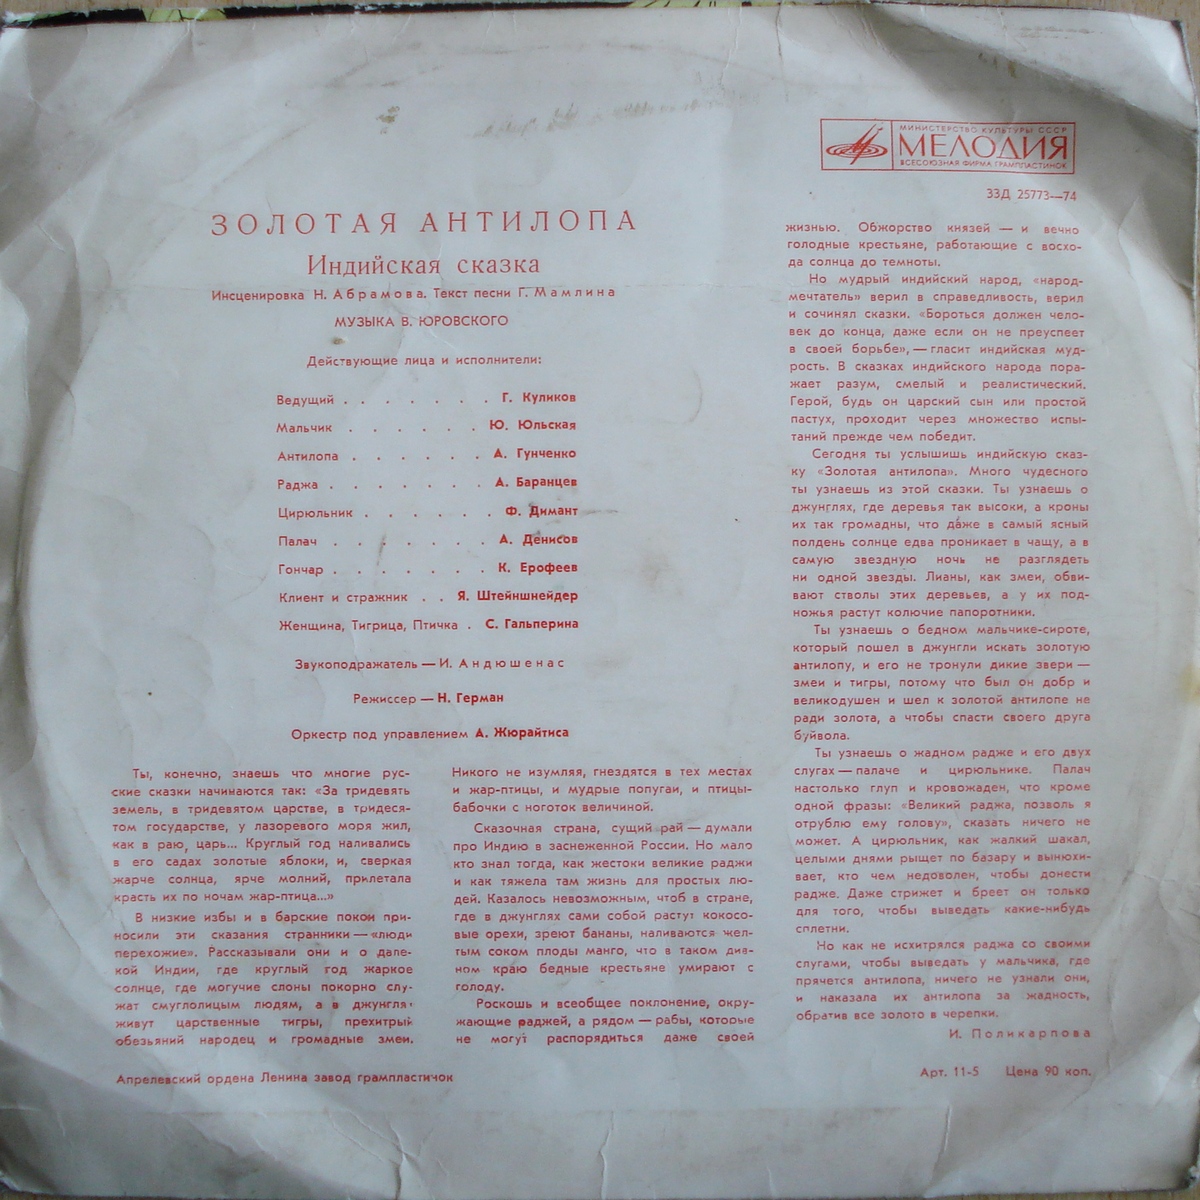 МИНИСТЕРСТВО КУЛЬТУРЫ СССР
МЕЛОДИЯ
ВСЕСОЮЗНАЯ ФИРМА ГРАМПЛАСТИНОК
33Д 25773—74
ЗОЛОТАЯ АНТИЛОПА
Индийская сказка
Инсценировка Н. Абрамова. Текст песни Г. Мамлина
МУЗЫКА В. ЮРОВСКОГО
Действующие лица и исполнители:
Ведущий . . . . . . . Г. Куликов
Мальчик . . . . . . Ю. Юльская
Антилопа . . . . . . А. Гунченко
Раджа . . . . . . . А. Баранцев
Цирюльник . . . . . . Ф. Димант
Палач . . . . . . . А. Денисов
Гончар . . . . . . . К. Ерофеев
Клиент и стражник . . Я. Штейншнейдер
Женщина, Тигрица, Птичка . С. Гальперина
Звукоподражатель — И. Андюшенас
Режиссер — Н. Герман
Оркестр под управлением А. Жюрайтиса
Ты, конечно, знаешь что многие рус-
ские сказки начинаются так: «За тридевять
земель, в тридевятом царстве, в тридеся-
том государстве, у лазоревого моря жил,
как в раю, царь... Круглый год наливались
в его садах золотые яблоки, и, сверкая
жарче солнца, ярче молний, прилетала
красть их по ночам жар-птица...»
В низкие избы и в барские покои при-
носили эти сказания странники — «люди
перехожие». Рассказывали они и о дале-
кой Индии, где круглый год жаркое
солнце, где могучие слоны покорно слу-
жат смуглолицым людям, а в джунглях
живут царственные тигры, прехитрый
обезьяний народец и громадные змеи.
Никого не изумляя, гнездятся в тех местах
и жар-птицы, и мудрые попугаи, и птицы-
бабочки с ноготок величиной.
Сказочная страна, сущий рай — думали
про Индию в заснеженной России. Но мало
кто знал тогда, как жестоки великие раджи
и как тяжела там жизнь для простых лю-
дей. Казалось невозможным, чтоб в стране,
где в джунглях сами собой растут кокосо-
вые орехи, зреют бананы, наливаются жел-
тым соком плоды манго, что в таком див-
ном краю бедные крестьяне умирают с
голоду.
Роскошь и всеобщее поклонение, окру-
жающие раджей, а рядом — рабы, которые
не могут распорядиться даже своей
жизнью. Обжорство князей — и вечно
голодные крестьяне, работающие с восхо-
да солнца до темноты.
Но мудрый индийский народ, «народ-
мечтатель» верил в справедливость, верил
и сочинял сказки. «Бороться должен чело-
век до конца, даже если он не преуспеет
в своей борьбе», — гласит индийская муд-
рость. В сказках индийского народа пора-
жает разум, смелый и реалистический.
Герой, будь он царский сын или простой
пастух, проходит через множество испы-
таний прежде чем победит.
Сегодня ты услышишь индийскую сказ-
ку «Золотая антилопа». Много чудесного
ты узнаешь из этой сказки. Ты узнаешь о
джунглях, где деревья так высоки, а кроны
их так громадны, что даже в самый ясный
полдень солнце едва проникает в чащу, а в
самую звездную ночь не разглядеть
ни одной звезды. Лианы, как змеи, обви-
вают стволы этих деревьев, а у их под-
ножья растут колючие папоротники.
Ты узнаешь о бедном мальчике-сироте,
который пошел в джунгли искать золотую
антилопу, и его не тронули дикие звери —
змеи и тигры, потому что был он добр и
великодушен и шел к золотой антилопе не
ради золота, а чтобы спасти своего друга
буйвола.
Ты узнаешь о жадном радже и его двух
слугах — палаче и цирюльнике. Палач
настолько глуп и кровожаден, что кроме
одной фразы: «Великий раджа, позволь я
отрублю ему голову», сказать ничего не
может. А цирюльник, как жалкий шакал,
целыми днями рыщет по базару и вынюхи-
вает, кто чем недоволен, чтобы донести
радже. Даже стрижет и бреет он только
для того, чтобы выведать какие-нибудь
сплетни.
Но как не исхитрялся раджа со своими
слугами, чтобы выведать у мальчика, где
прячется антилопа, ничего не узнали они,
и наказала их антилопа за жадность,
обратив все золото в черепки.
И. Поликарпова
Апрелевский ордена Ленина завод грампластичок
Арт. 11-5 Цена 90 коп.